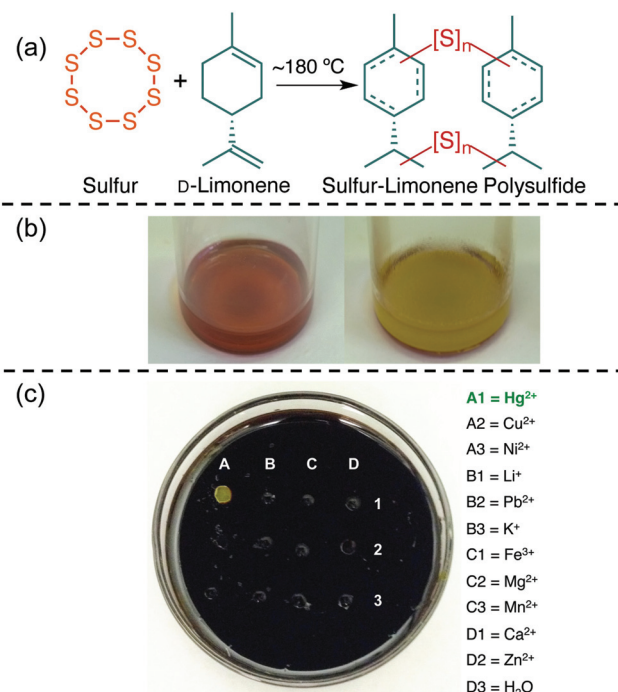 (a)
S S S S S S S S
+
~180 ºC
[S]n
[S]n
Sulfur D-Limonene Sulfur-Limonene Polysulfide
(b)
(c)
A B C D
1
2
3
A1 = Hg²⁺
A2 = Cu²⁺
A3 = Ni²⁺
B1 = Li⁺
B2 = Pb²⁺
B3 = K⁺
C1 = Fe³⁺
C2 = Mg²⁺
C3 = Mn²⁺
D1 = Ca²⁺
D2 = Zn²⁺
D3 = H₂O